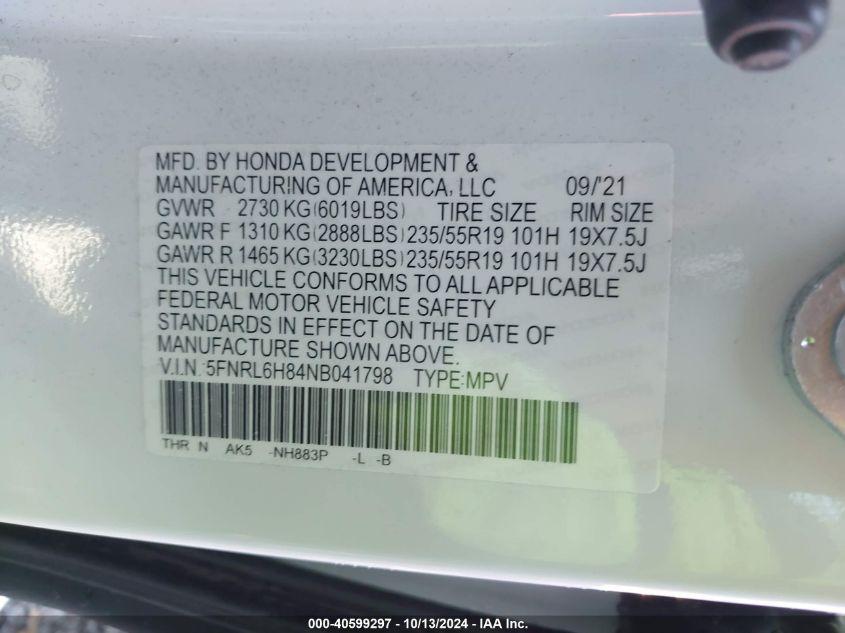 MFD. BY HONDA DEVELOPMENT &
MANUFACTURING OF AMERICA, LLC 09/'21
GVWR 2730 KG(6019LBS) TIRE SIZE RIM SIZE
GAWR F 1310 KG(2888LBS) 235/55R19 101H 19X7.5J
GAWR R 1465 KG(3230LBS) 235/55R19 101H 19X7.5J
THIS VEHICLE CONFORMS TO ALL APPLICABLE
FEDERAL MOTOR VEHICLE SAFETY
STANDARDS IN EFFECT ON THE DATE OF
MANUFACTURE SHOWN ABOVE.
V.I.N.:5FNRL6H84NB041798 TYPE:MPV
THR N AK5 -NH883P -L -B
000-40599297 - 10/13/2024 - IAA Inc.